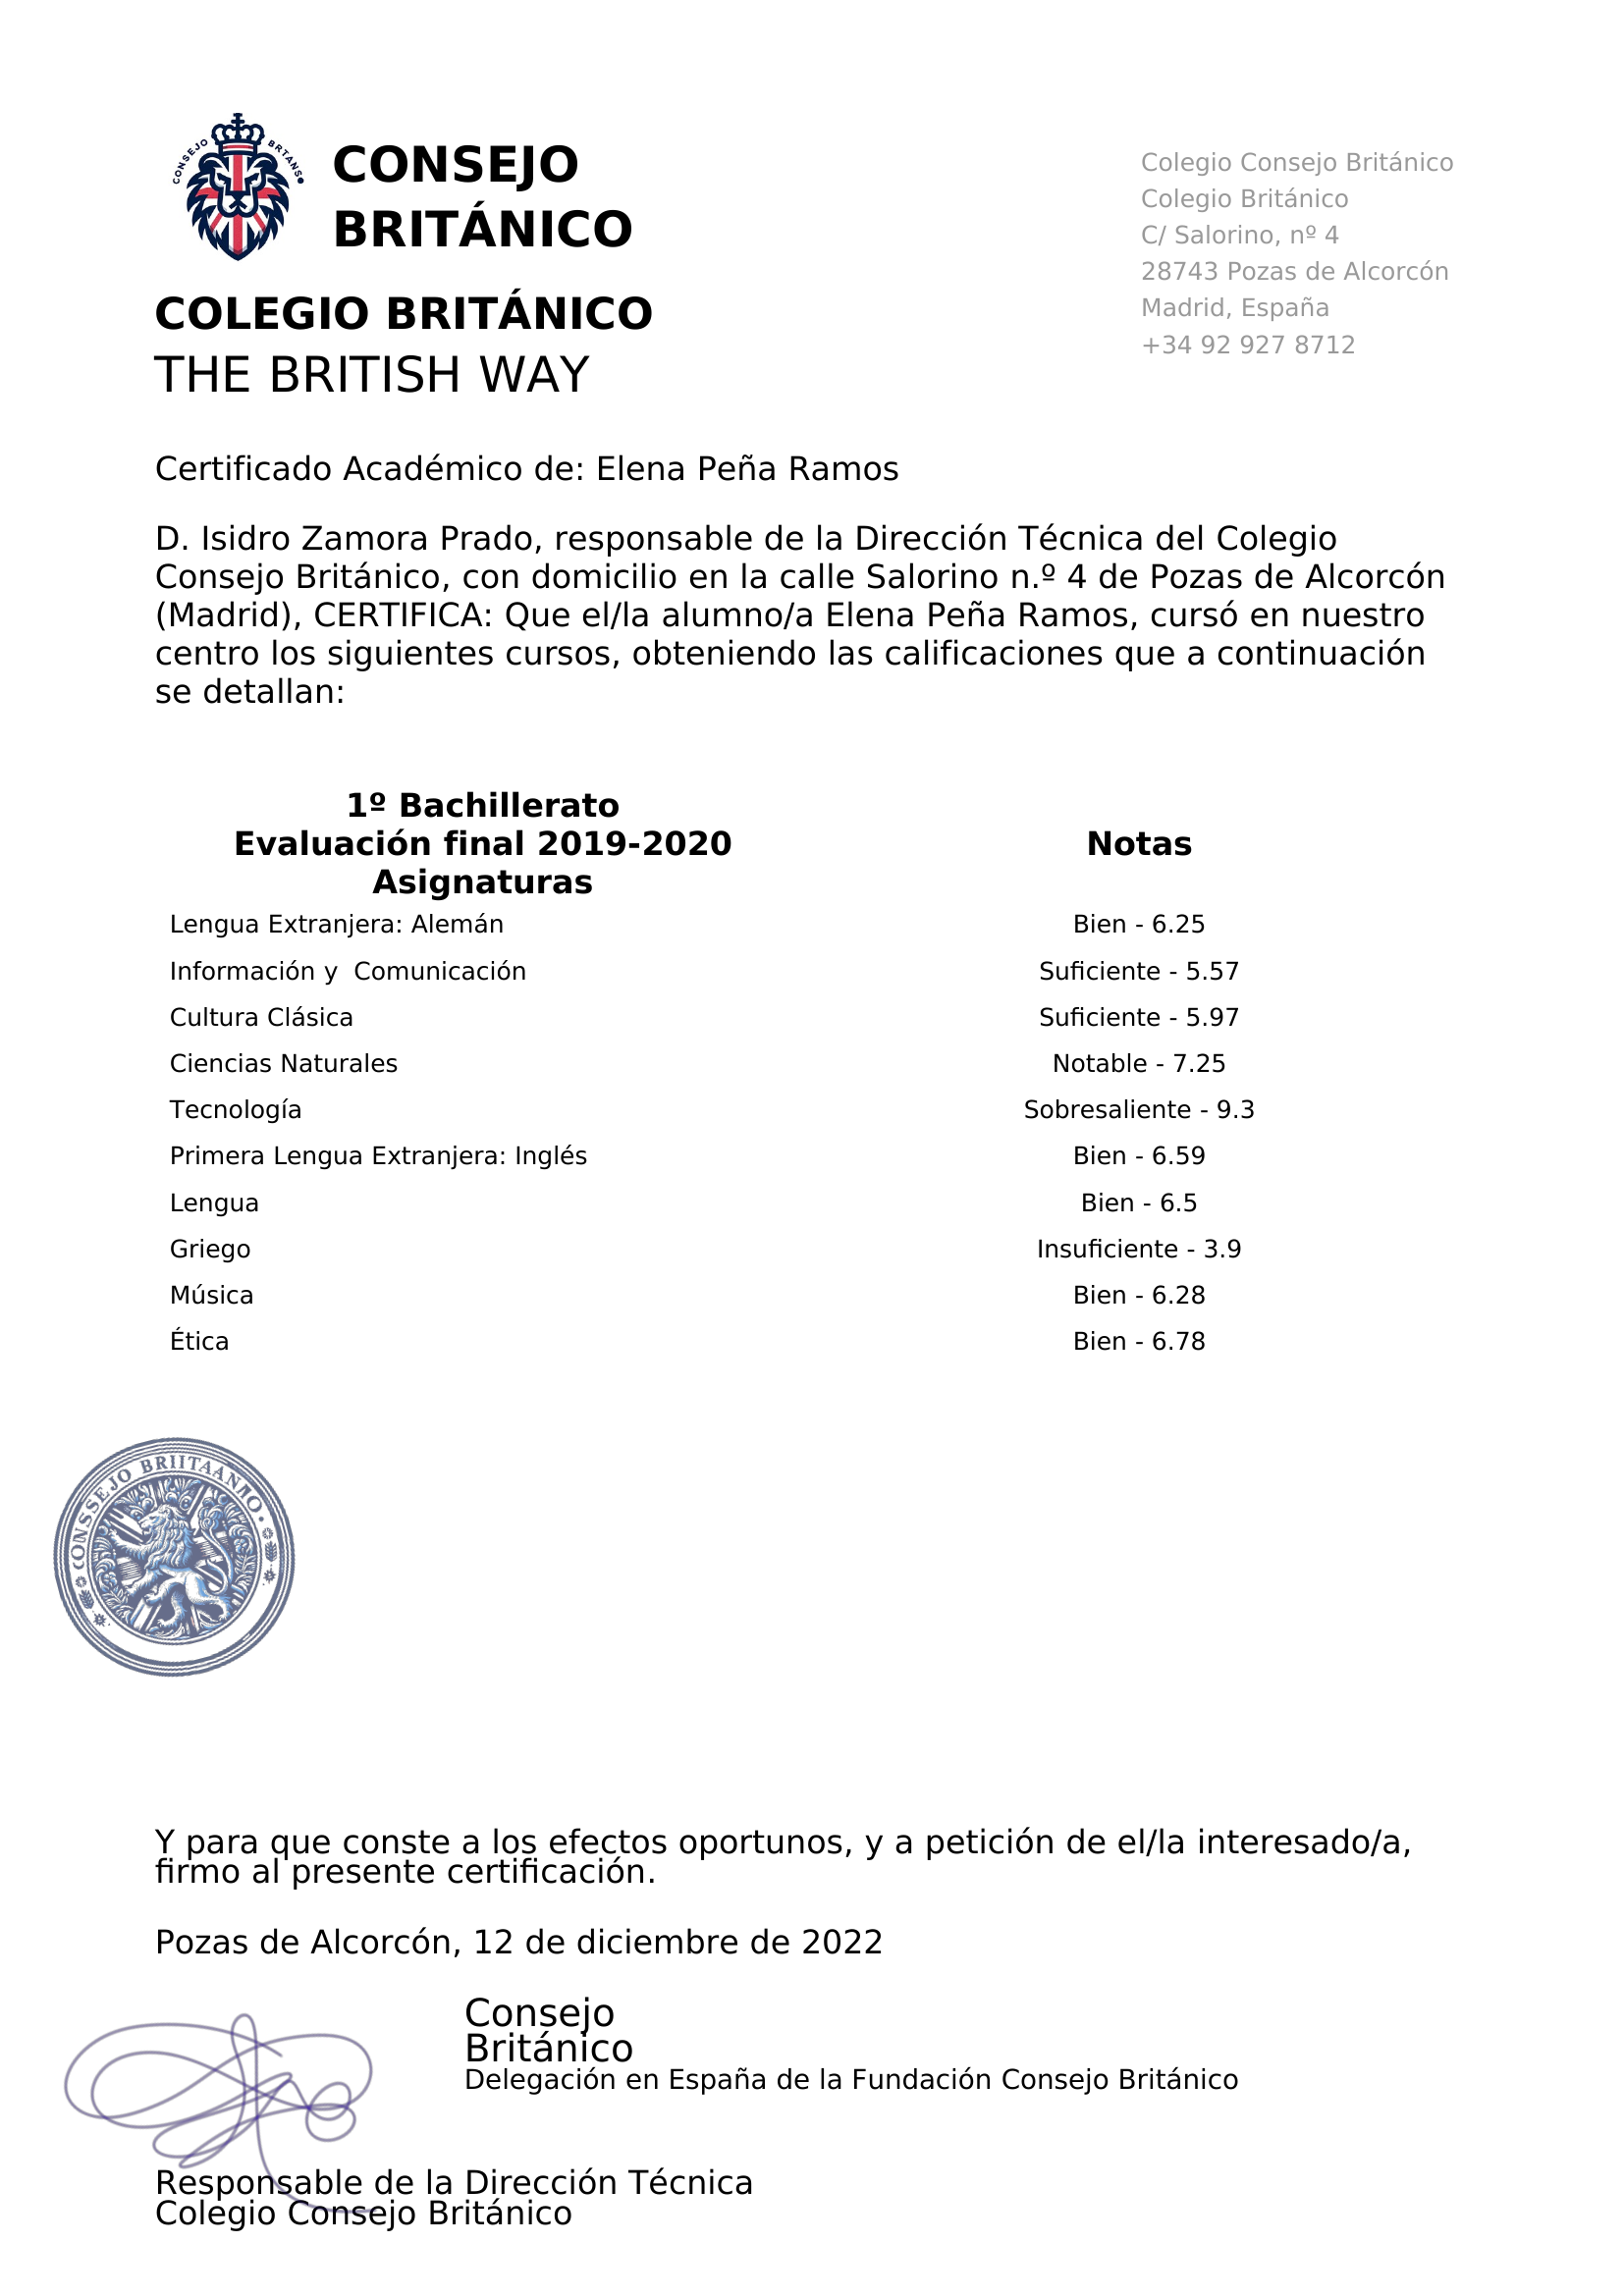 CONSEJO BRTANS
CONSEJO
BRITÁNICO
COLEGIO BRITÁNICO
THE BRITISH WAY
Colegio Consejo Británico
Colegio Británico
C/ Salorino, nº 4
28743 Pozas de Alcorcón
Madrid, España
+34 92 927 8712
Certificado Académico de: Elena Peña Ramos
D. Isidro Zamora Prado, responsable de la Dirección Técnica del Colegio
Consejo Británico, con domicilio en la calle Salorino n.º 4 de Pozas de Alcorcón
(Madrid), CERTIFICA: Que el/la alumno/a Elena Peña Ramos, cursó en nuestro
centro los siguientes cursos, obteniendo las calificaciones que a continuación
se detallan:
1º Bachillerato
Evaluación final 2019-2020 Notas
Asignaturas
Lengua Extranjera: Alemán Bien - 6.25
Información y  Comunicación Suficiente - 5.57
Cultura Clásica Suficiente - 5.97
Ciencias Naturales Notable - 7.25
Tecnología Sobresaliente - 9.3
Primera Lengua Extranjera: Inglés Bien - 6.59
Lengua Bien - 6.5
Griego Insuficiente - 3.9
Música Bien - 6.28
Ética Bien - 6.78
CONSSEJO BRIITAANNO
Y para que conste a los efectos oportunos, y a petición de el/la interesado/a,
firmo al presente certificación.
Pozas de Alcorcón, 12 de diciembre de 2022
Consejo
Británico
Delegación en España de la Fundación Consejo Británico
Responsable de la Dirección Técnica
Colegio Consejo Británico